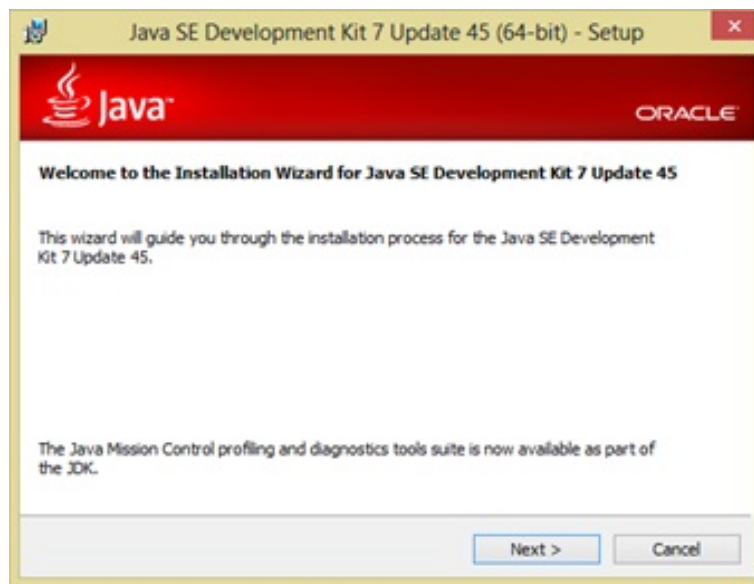 Java SE Development Kit 7 Update 45 (64-bit) - Setup
Java™
ORACLE
Welcome to the Installation Wizard for Java SE Development Kit 7 Update 45
This wizard will guide you through the installation process for the Java SE Development
Kit 7 Update 45.
The Java Mission Control profiling and diagnostics tools suite is now available as part of
the JDK.
Next >
Cancel